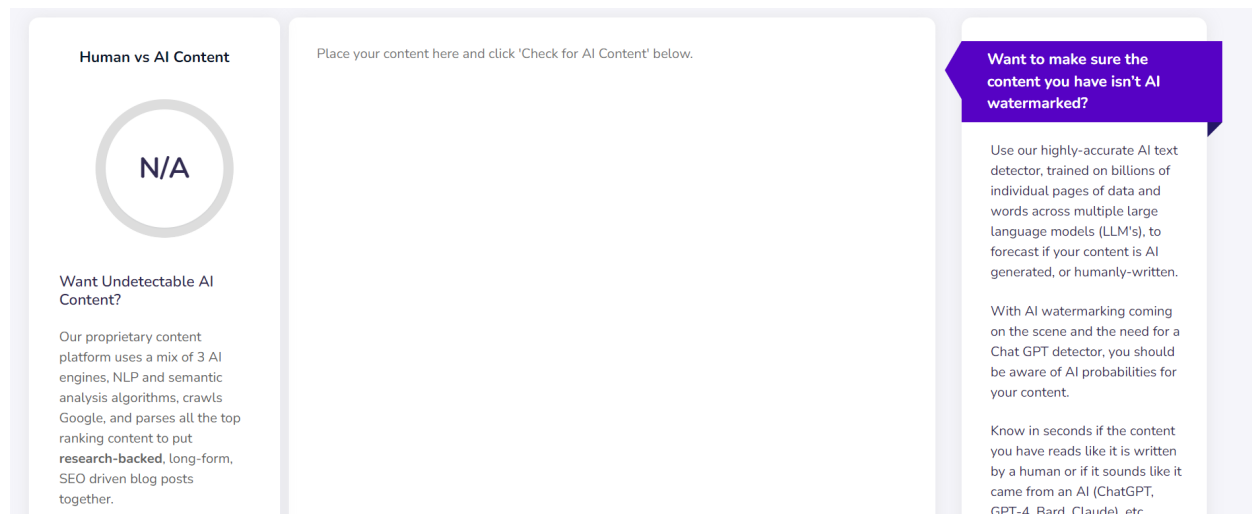 Human vs AI Content
N/A
Want Undetectable AI
Content?
Our proprietary content
platform uses a mix of 3 AI
engines, NLP and semantic
analysis algorithms, crawls
Google, and parses all the top
ranking content to put
research-backed, long-form,
SEO driven blog posts
together.
Place your content here and click 'Check for AI Content' below.
Want to make sure the
content you have isn't AI
watermarked?
Use our highly-accurate AI text
detector, trained on billions of
individual pages of data and
words across multiple large
language models (LLM's), to
forecast if your content is AI
generated, or humanly-written.
With AI watermarking coming
on the scene and the need for a
Chat GPT detector, you should
be aware of AI probabilities for
your content.
Know in seconds if the content
you have reads like it is written
by a human or if it sounds like it
came from an AI (ChatGPT,
GPT-4, Bard, Claude), etc